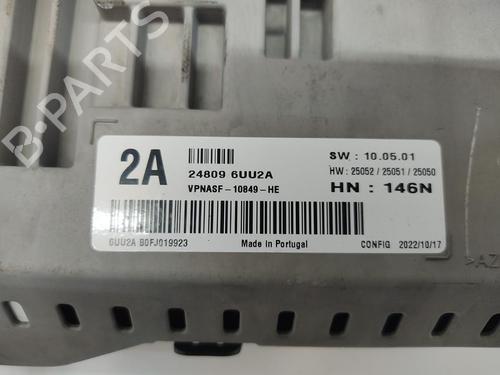 B-PARTS
2A
24809 6UU2A
VPNASF-10849-HE
SW : 10.05.01
HW : 25052 / 25051 / 25050
HN : 146N
6UU2A B0FJ019923
Made in Portugal
CONFIG 2022/10/17